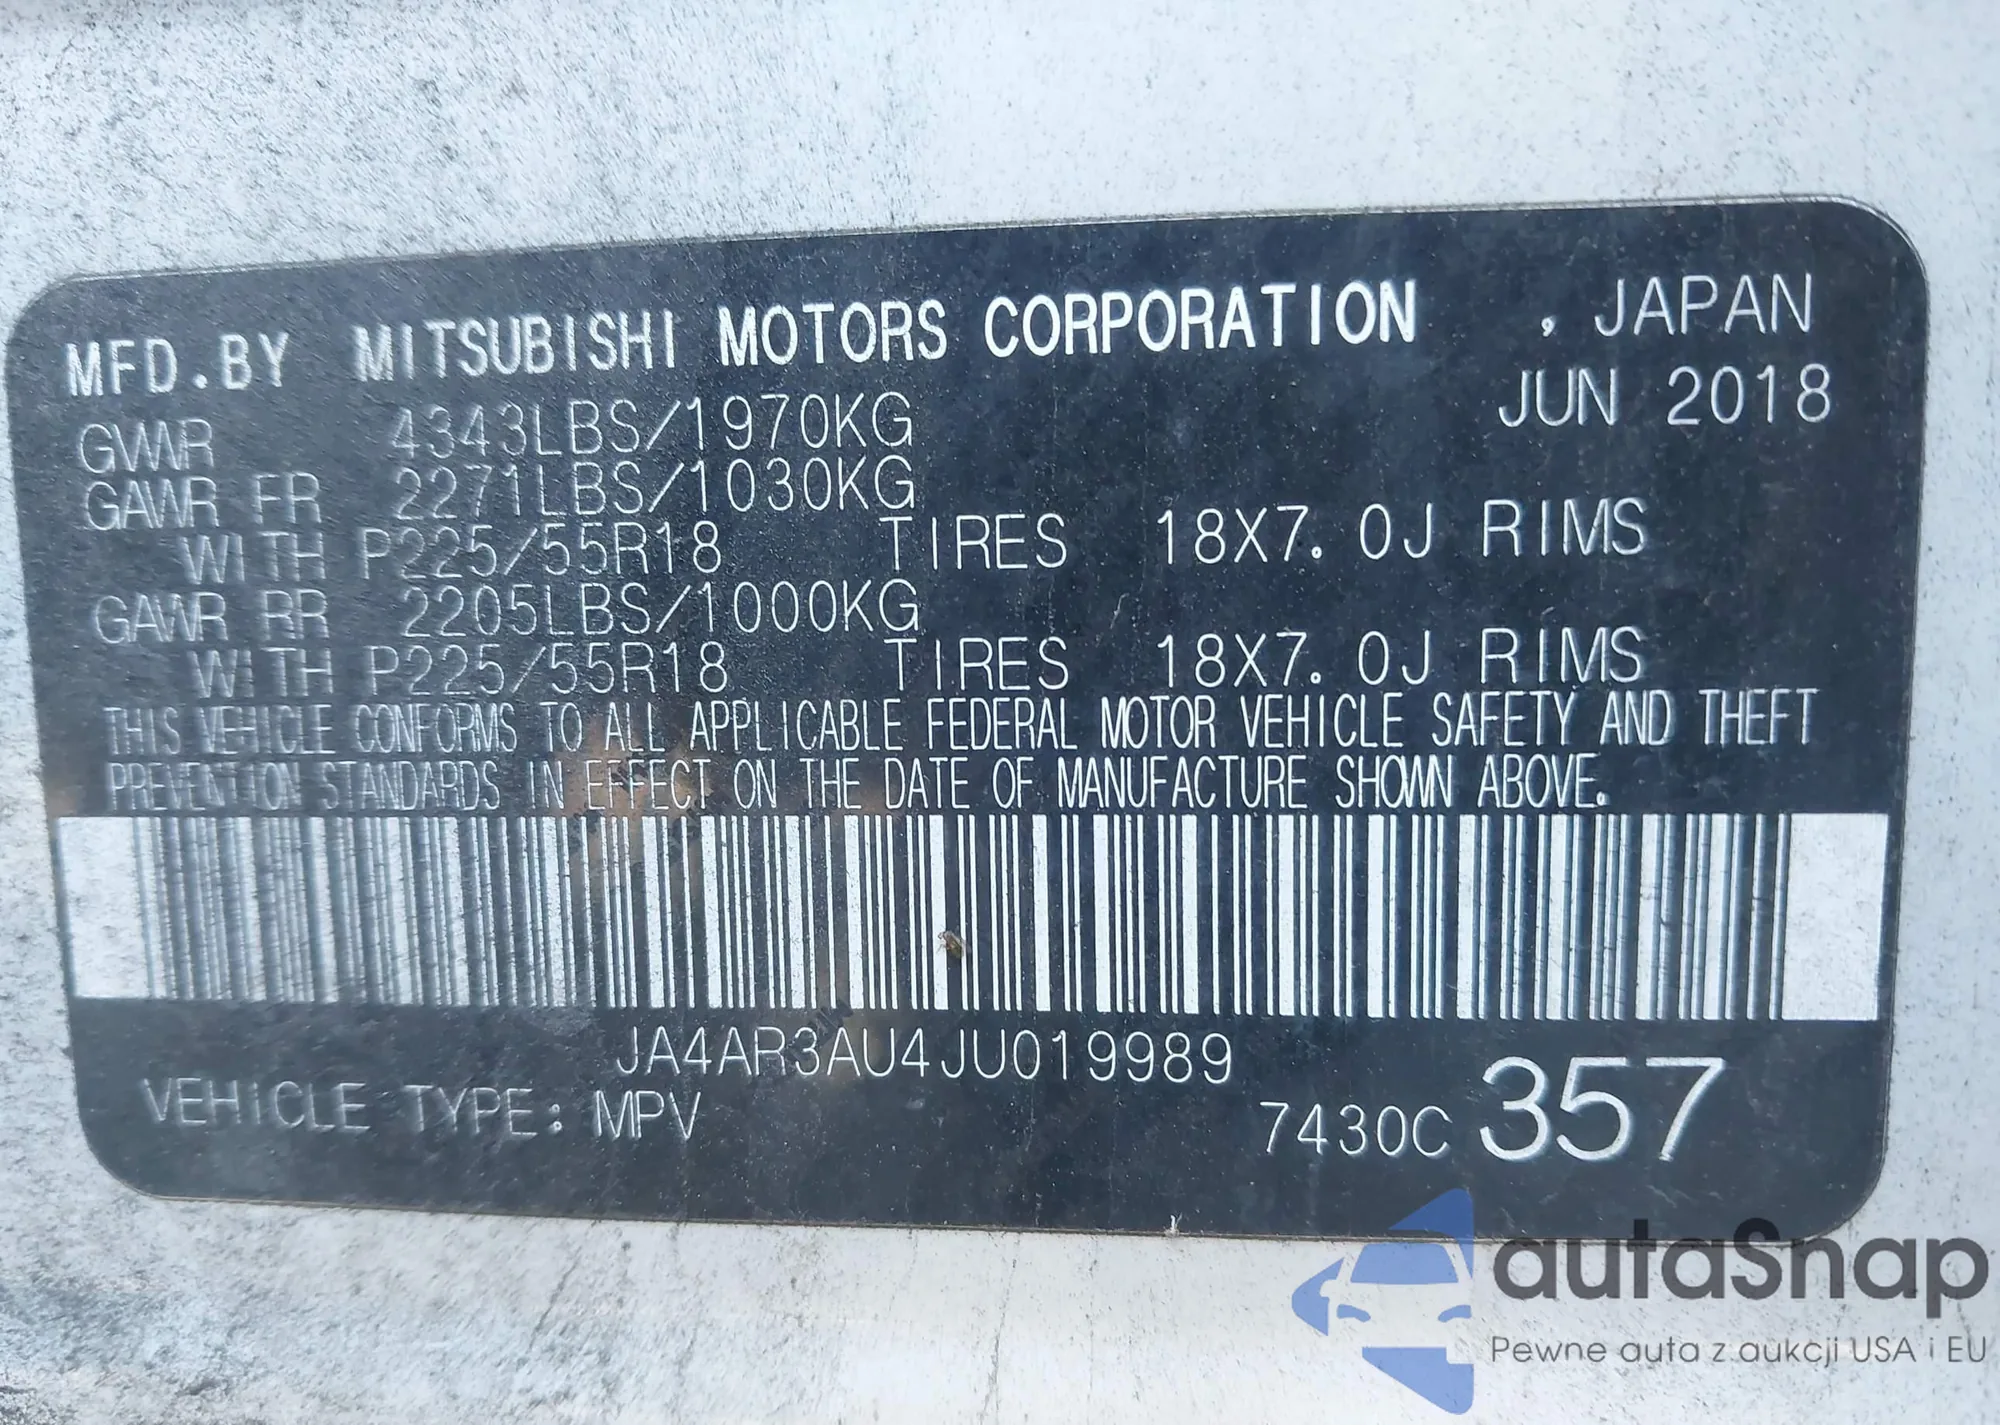 MFD.BY MITSUBISHI MOTORS CORPORATION , JAPAN
JUN 2018
GVWR 4343LBS/1970KG
GAWR FR 2271LBS/1030KG
WITH P225/55R18 TIRES 18X7.0J RIMS
GAWR RR 2205LBS/1000KG
WITH P225/55R18 TIRES 18X7.0J RIMS
THIS VEHICLE CONFORMS TO ALL APPLICABLE FEDERAL MOTOR VEHICLE SAFETY AND THEFT
PREVENTION STANDARDS IN EFFECT ON THE DATE OF MANUFACTURE SHOWN ABOVE.
JA4AR3AU4JU019989
VEHICLE TYPE: MPV
7430C 357
autaSnap
Pewne auta z aukcji USA i EU